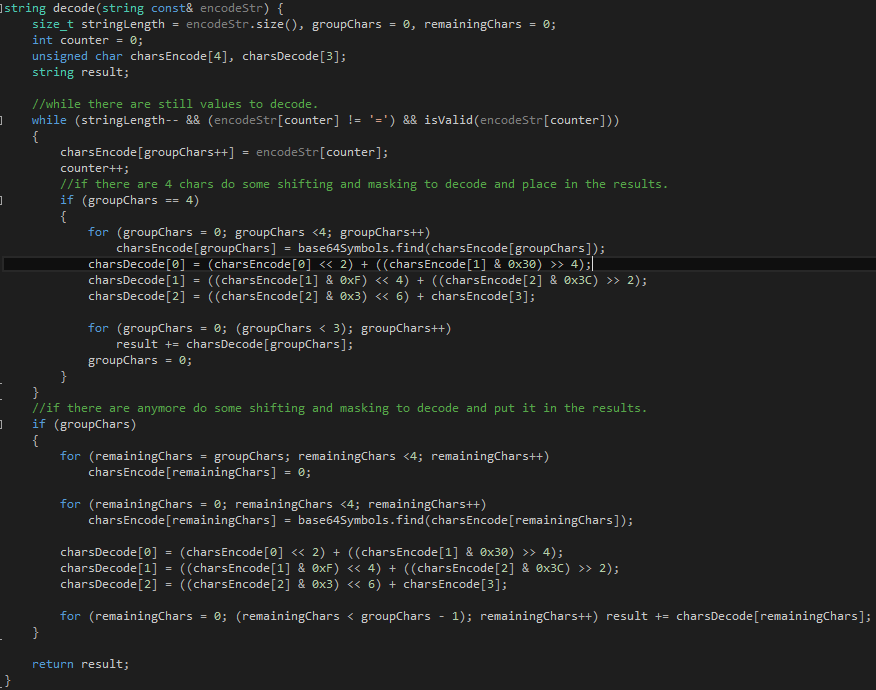 string decode(string const& encodeStr) {
    size_t stringLength = encodeStr.size(), groupChars = 0, remainingChars = 0;
    int counter = 0;
    unsigned char charsEncode[4], charsDecode[3];
    string result;

    //while there are still values to decode.
    while (stringLength-- && (encodeStr[counter] != '=') && isValid(encodeStr[counter]))
    {
        charsEncode[groupChars++] = encodeStr[counter];
        counter++;
        //if there are 4 chars do some shifting and masking to decode and place in the results.
        if (groupChars == 4)
        {
            for (groupChars = 0; groupChars <4; groupChars++)
                charsEncode[groupChars] = base64Symbols.find(charsEncode[groupChars]);
            charsDecode[0] = (charsEncode[0] << 2) + ((charsEncode[1] & 0x30) >> 4);
            charsDecode[1] = ((charsEncode[1] & 0xF) << 4) + ((charsEncode[2] & 0x3C) >> 2);
            charsDecode[2] = ((charsEncode[2] & 0x3) << 6) + charsEncode[3];

            for (groupChars = 0; (groupChars < 3); groupChars++)
                result += charsDecode[groupChars];
            groupChars = 0;
        }
    }
    //if there are anymore do some shifting and masking to decode and put it in the results.
    if (groupChars)
    {
        for (remainingChars = groupChars; remainingChars <4; remainingChars++)
            charsEncode[remainingChars] = 0;

        for (remainingChars = 0; remainingChars <4; remainingChars++)
            charsEncode[remainingChars] = base64Symbols.find(charsEncode[remainingChars]);

        charsDecode[0] = (charsEncode[0] << 2) + ((charsEncode[1] & 0x30) >> 4);
        charsDecode[1] = ((charsEncode[1] & 0xF) << 4) + ((charsEncode[2] & 0x3C) >> 2);
        charsDecode[2] = ((charsEncode[2] & 0x3) << 6) + charsEncode[3];

        for (remainingChars = 0; (remainingChars < groupChars - 1); remainingChars++) result += charsDecode[remainingChars];
    }

    return result;
}